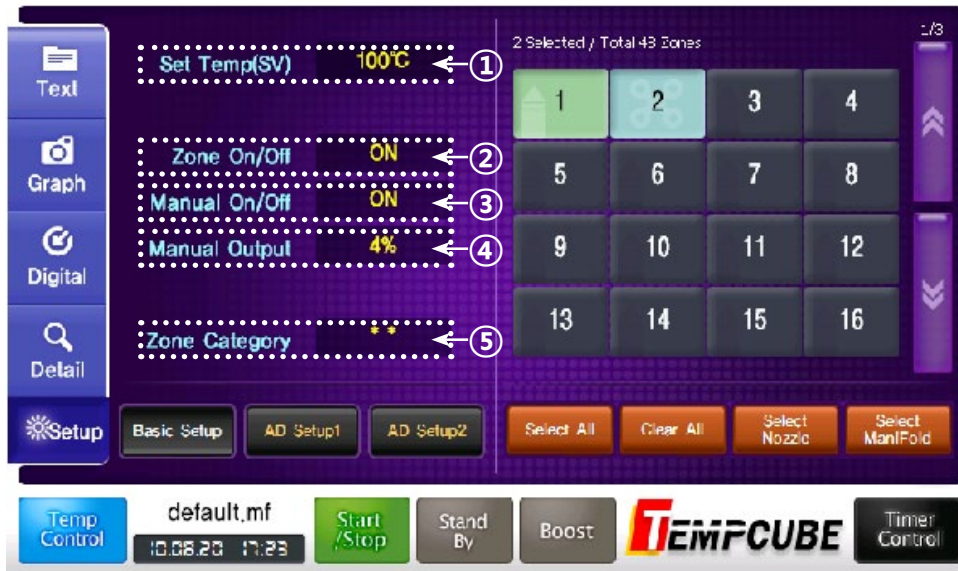 Text
Graph
Digital
Detail
Setup
Set Temp(SV) 100℃ ①
Zone On/Off ON ②
Manual On/Off ON ③
Manual Output 4% ④
Zone Category ** ⑤
Basic Setup AD Setup1 AD Setup2
1/3
2 Selected / Total 48 Zones
1 2 3 4
5 6 7 8
9 10 11 12
13 14 15 16
Select All Clear All Select Nozzle Select ManiFold
Temp Control
default.mf
10.08.20 17:23
Start /Stop
Stand By
Boost
TEMPCUBE
Timer Control